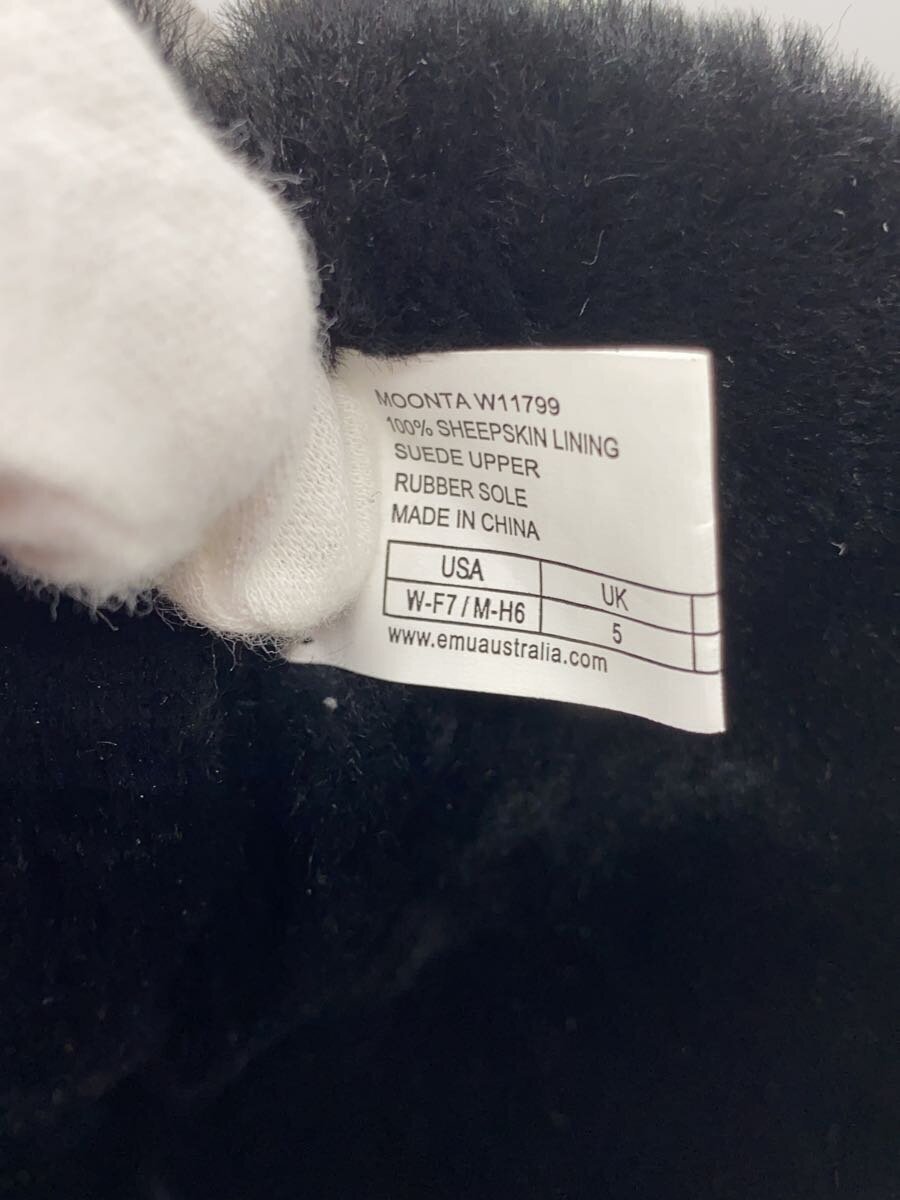 MOONTA W11799
100% SHEEPSKIN LINING
SUEDE UPPER
RUBBER SOLE
MADE IN CHINA
USA UK
W-F7 / M-H6 5
www.emuaustralia.com